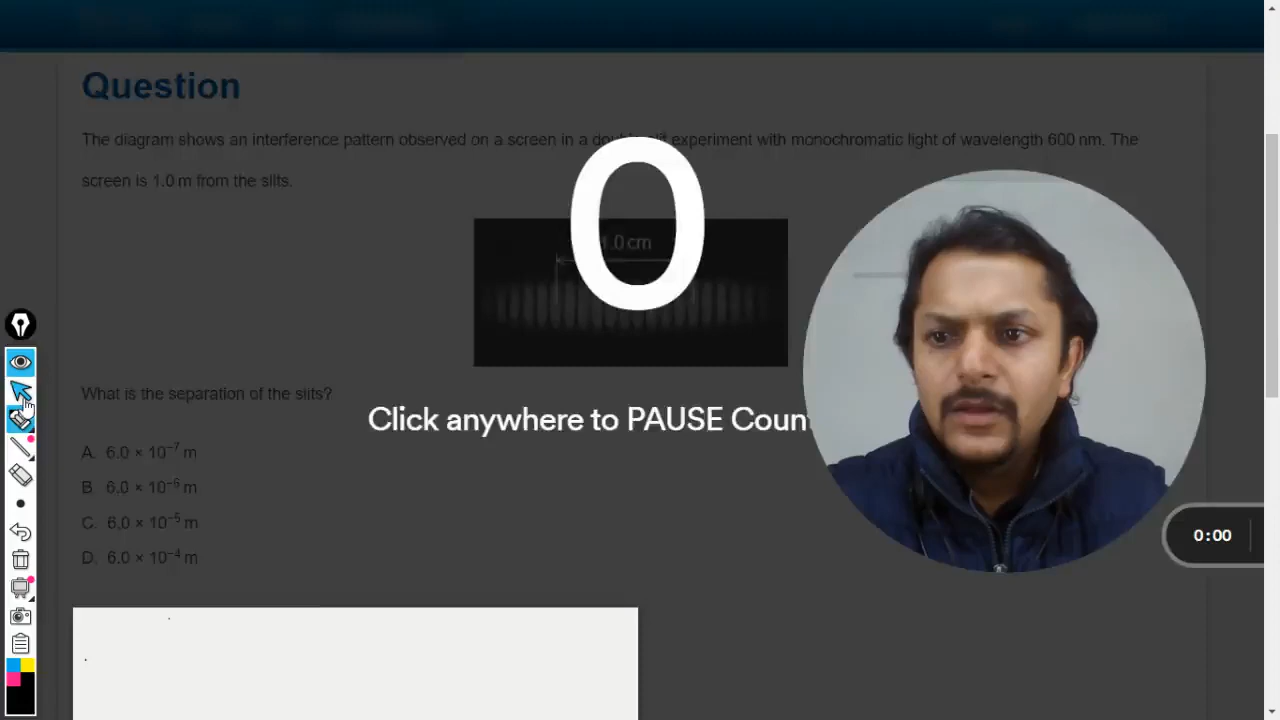 Question
The diagram shows an interference pattern observed on a screen in a double-slit experiment with monochromatic light of wavelength 600 nm. The
screen is 1.0 m from the slits.
0
1.0 cm
What is the separation of the slits?
Click anywhere to PAUSE Coun
A. 6.0 × 10⁻⁷ m
B. 6.0 × 10⁻⁶ m
C. 6.0 × 10⁻⁵ m
D. 6.0 × 10⁻⁴ m
0:00